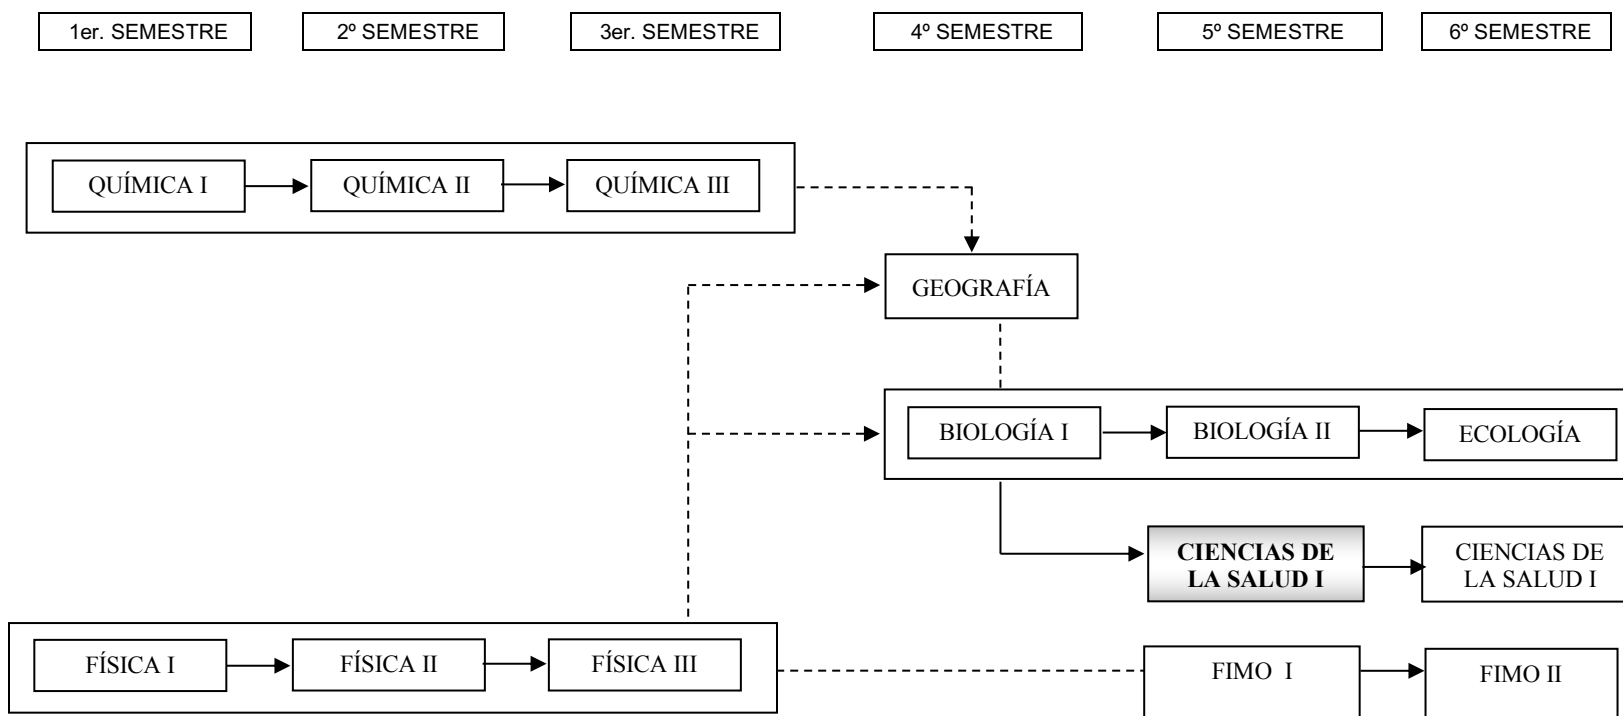 1er. SEMESTRE
2º SEMESTRE
3er. SEMESTRE
4º SEMESTRE
5º SEMESTRE
6º SEMESTRE
QUÍMICA I
QUÍMICA II
QUÍMICA III
GEOGRAFÍA
BIOLOGÍA I
BIOLOGÍA II
ECOLOGÍA
CIENCIAS DE
LA SALUD I
CIENCIAS DE
LA SALUD I
FÍSICA I
FÍSICA II
FÍSICA III
FIMO I
FIMO II